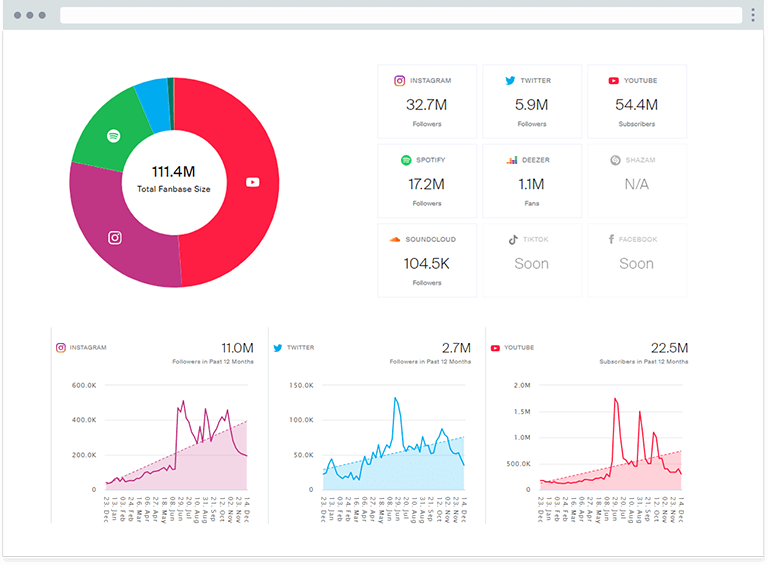 111.4M
Total Fanbase Size
INSTAGRAM
32.7M
Followers
TWITTER
5.9M
Followers
YOUTUBE
54.4M
Subscribers
SPOTIFY
17.2M
Followers
DEEZER
1.1M
Fans
SHAZAM
N/A
SOUNDCLOUD
104.5K
Followers
TIKTOK
Soon
FACEBOOK
Soon
INSTAGRAM
11.0M
Followers in Past 12 Months
600.0K
400.0K
200.0K
0
23. Dec
13. Jan
03. Feb
24. Feb
16. Mar
06. Apr
27. Apr
18. May
08. Jun
29. Jun
20. Jul
10. Aug
31. Aug
21. Sep
12. Oct
02. Nov
23. Nov
14. Dec
TWITTER
2.7M
Followers in Past 12 Months
150.0K
100.0K
50.0K
0
23. Dec
13. Jan
03. Feb
24. Feb
16. Mar
06. Apr
27. Apr
18. May
08. Jun
29. Jun
20. Jul
10. Aug
31. Aug
21. Sep
12. Oct
02. Nov
23. Nov
14. Dec
YOUTUBE
22.5M
Subscribers in Past 12 Months
2.0M
1.5M
1.0M
500.0K
0
23. Dec
13. Jan
03. Feb
24. Feb
16. Mar
06. Apr
27. Apr
18. May
08. Jun
29. Jun
20. Jul
10. Aug
31. Aug
21. Sep
12. Oct
02. Nov
23. Nov
14. Dec